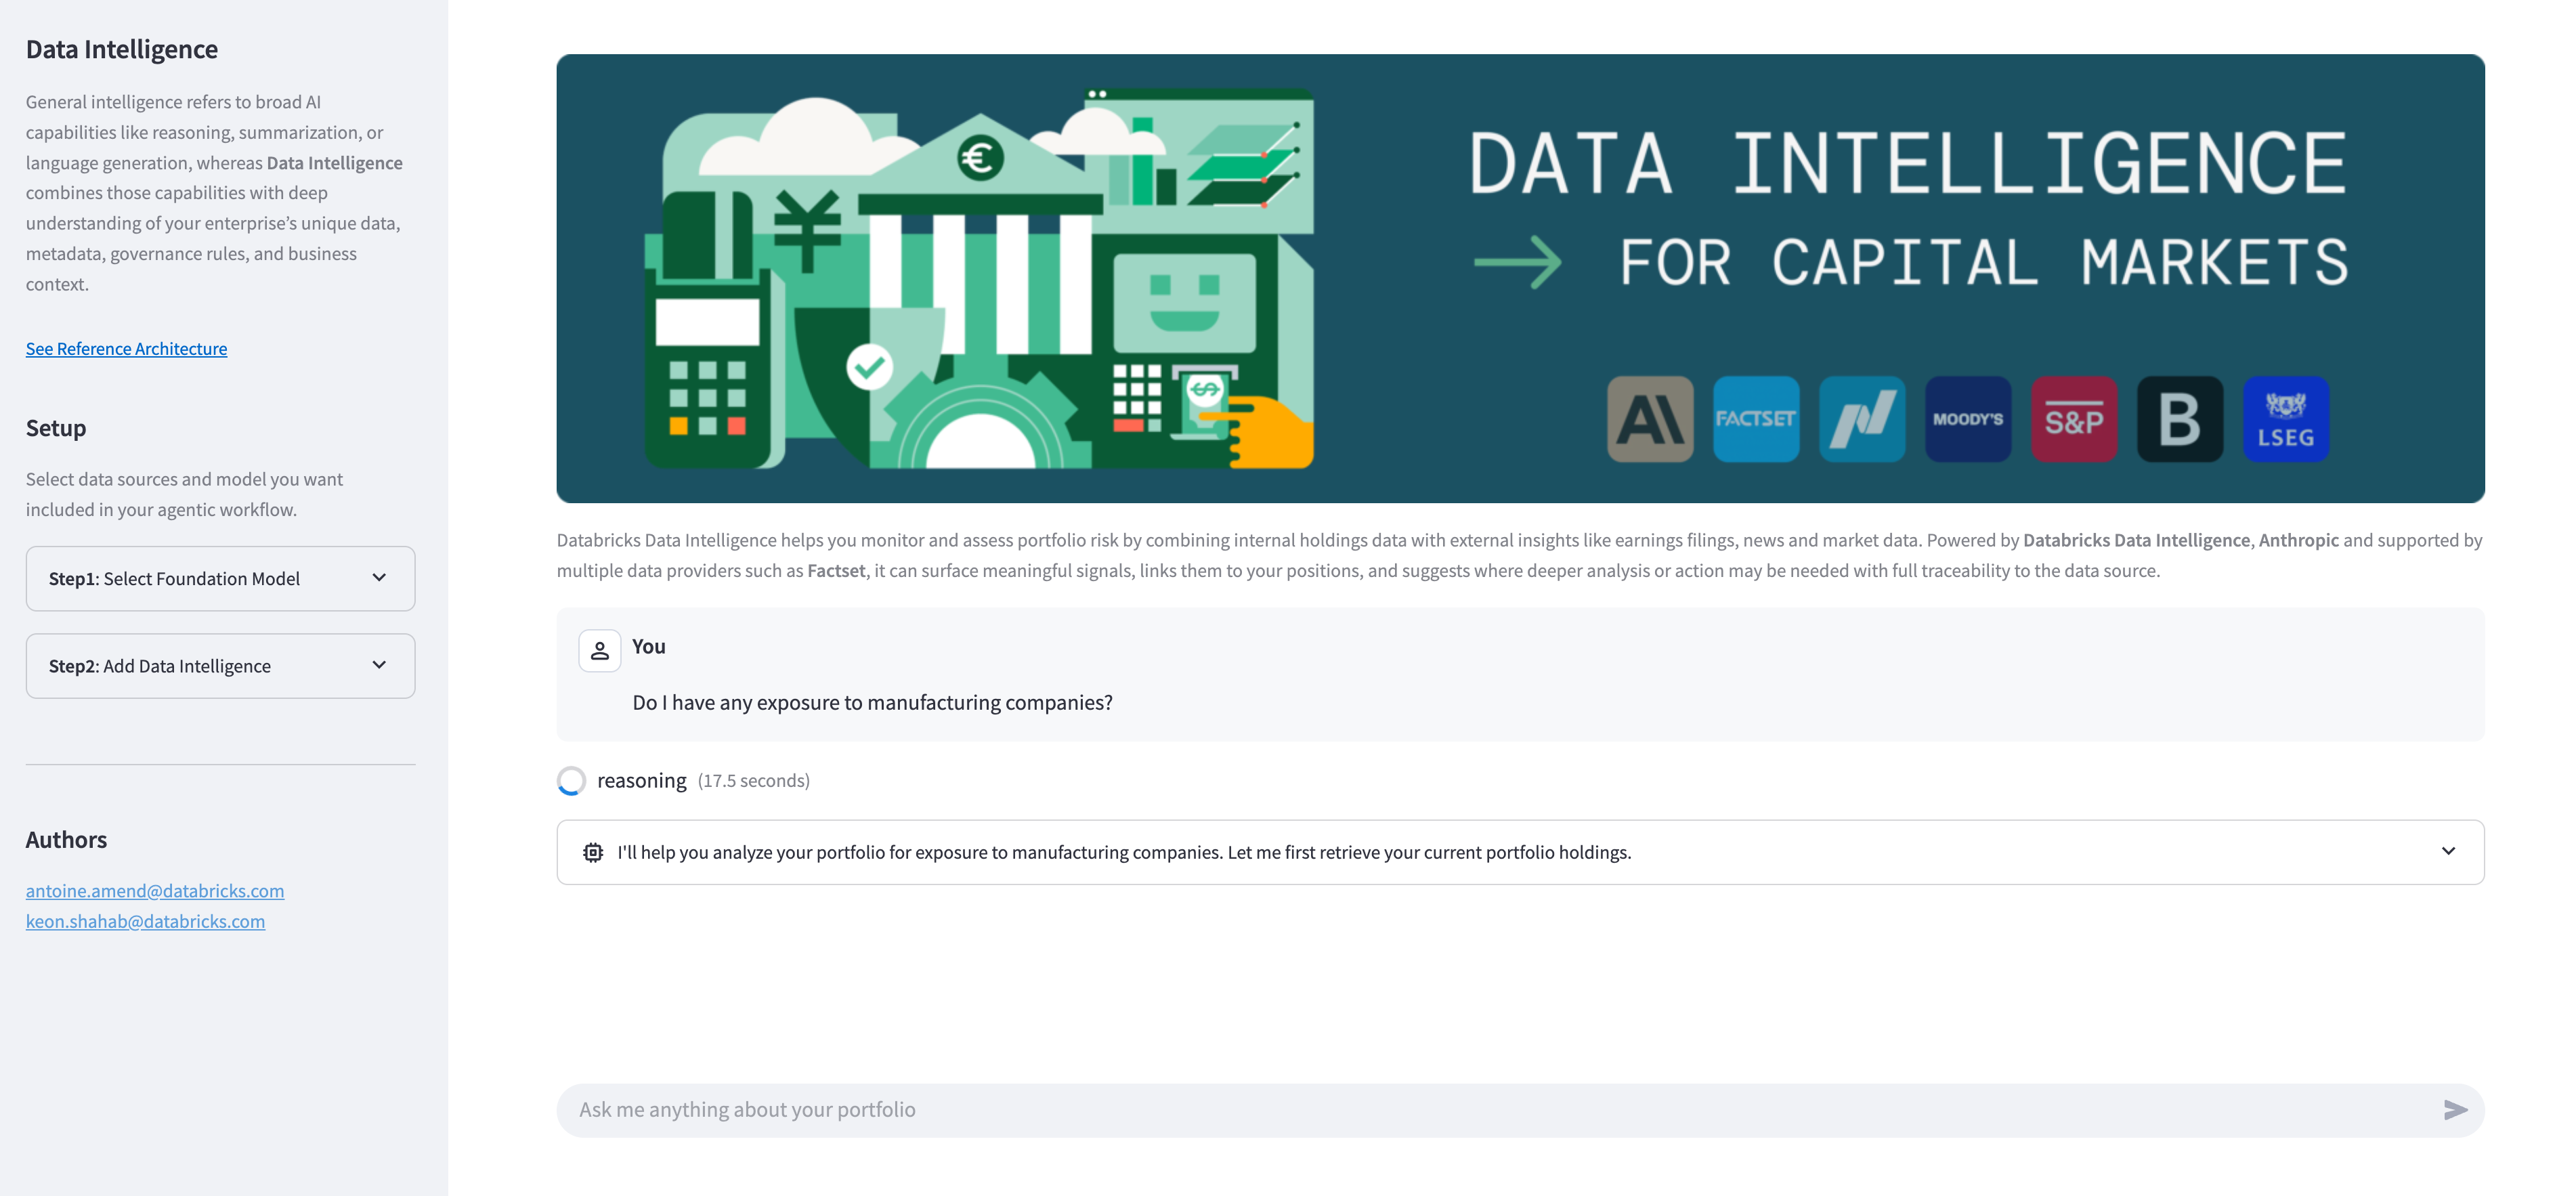 Data Intelligence
General intelligence refers to broad AI
capabilities like reasoning, summarization, or
language generation, whereas Data Intelligence
combines those capabilities with deep
understanding of your enterprise’s unique data,
metadata, governance rules, and business
context.
See Reference Architecture
Setup
Select data sources and model you want
included in your agentic workflow.
Step1: Select Foundation Model
Step2: Add Data Intelligence
Authors
antoine.amend@databricks.com
keon.shahab@databricks.com
€
¥
$
DATA INTELLIGENCE
→ FOR CAPITAL MARKETS
A\ FACTSET MOODY'S S&P B LSEG
Databricks Data Intelligence helps you monitor and assess portfolio risk by combining internal holdings data with external insights like earnings filings, news and market data. Powered by Databricks Data Intelligence, Anthropic and supported by
multiple data providers such as Factset, it can surface meaningful signals, links them to your positions, and suggests where deeper analysis or action may be needed with full traceability to the data source.
You
Do I have any exposure to manufacturing companies?
reasoning (17.5 seconds)
I'll help you analyze your portfolio for exposure to manufacturing companies. Let me first retrieve your current portfolio holdings.
Ask me anything about your portfolio